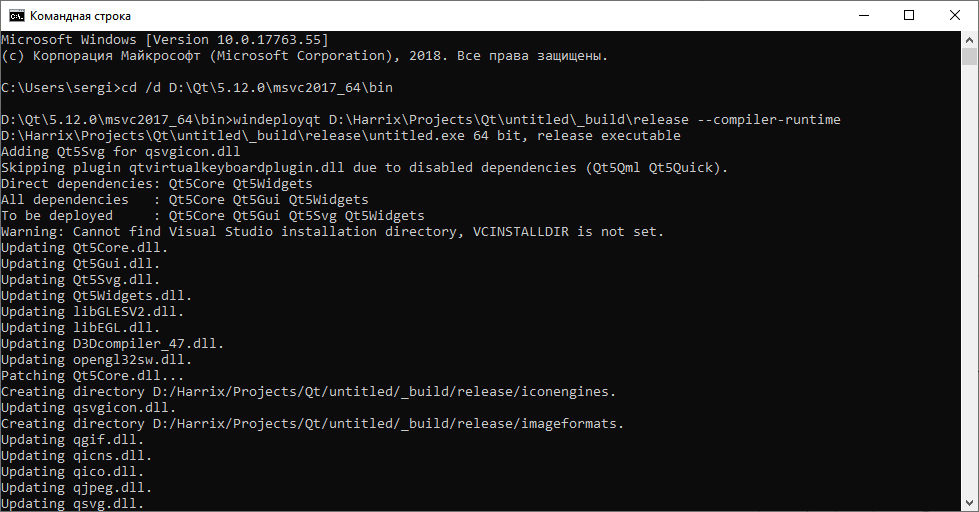 Командная строка
Microsoft Windows [Version 10.0.17763.55]
(c) Корпорация Майкрософт (Microsoft Corporation), 2018. Все права защищены.
C:\Users\sergi>cd /d D:\Qt\5.12.0\msvc2017_64\bin
D:\Qt\5.12.0\msvc2017_64\bin>windeployqt D:\Harrix\Projects\Qt\untitled\_build\release --compiler-runtime
D:\Harrix\Projects\Qt\untitled\_build\release\untitled.exe 64 bit, release executable
Adding Qt5Svg for qsvgicon.dll
Skipping plugin qtvirtualkeyboardplugin.dll due to disabled dependencies (Qt5Qml Qt5Quick).
Direct dependencies: Qt5Core Qt5Widgets
All dependencies   : Qt5Core Qt5Gui Qt5Widgets
To be deployed     : Qt5Core Qt5Gui Qt5Svg Qt5Widgets
Warning: Cannot find Visual Studio installation directory, VCINSTALLDIR is not set.
Updating Qt5Core.dll.
Updating Qt5Gui.dll.
Updating Qt5Svg.dll.
Updating Qt5Widgets.dll.
Updating libGLESV2.dll.
Updating libEGL.dll.
Updating D3Dcompiler_47.dll.
Updating opengl32sw.dll.
Patching Qt5Core.dll...
Creating directory D:/Harrix/Projects/Qt/untitled/_build/release/iconengines.
Updating qsvgicon.dll.
Creating directory D:/Harrix/Projects/Qt/untitled/_build/release/imageformats.
Updating qgif.dll.
Updating qicns.dll.
Updating qico.dll.
Updating qjpeg.dll.
Updating qsvg.dll.